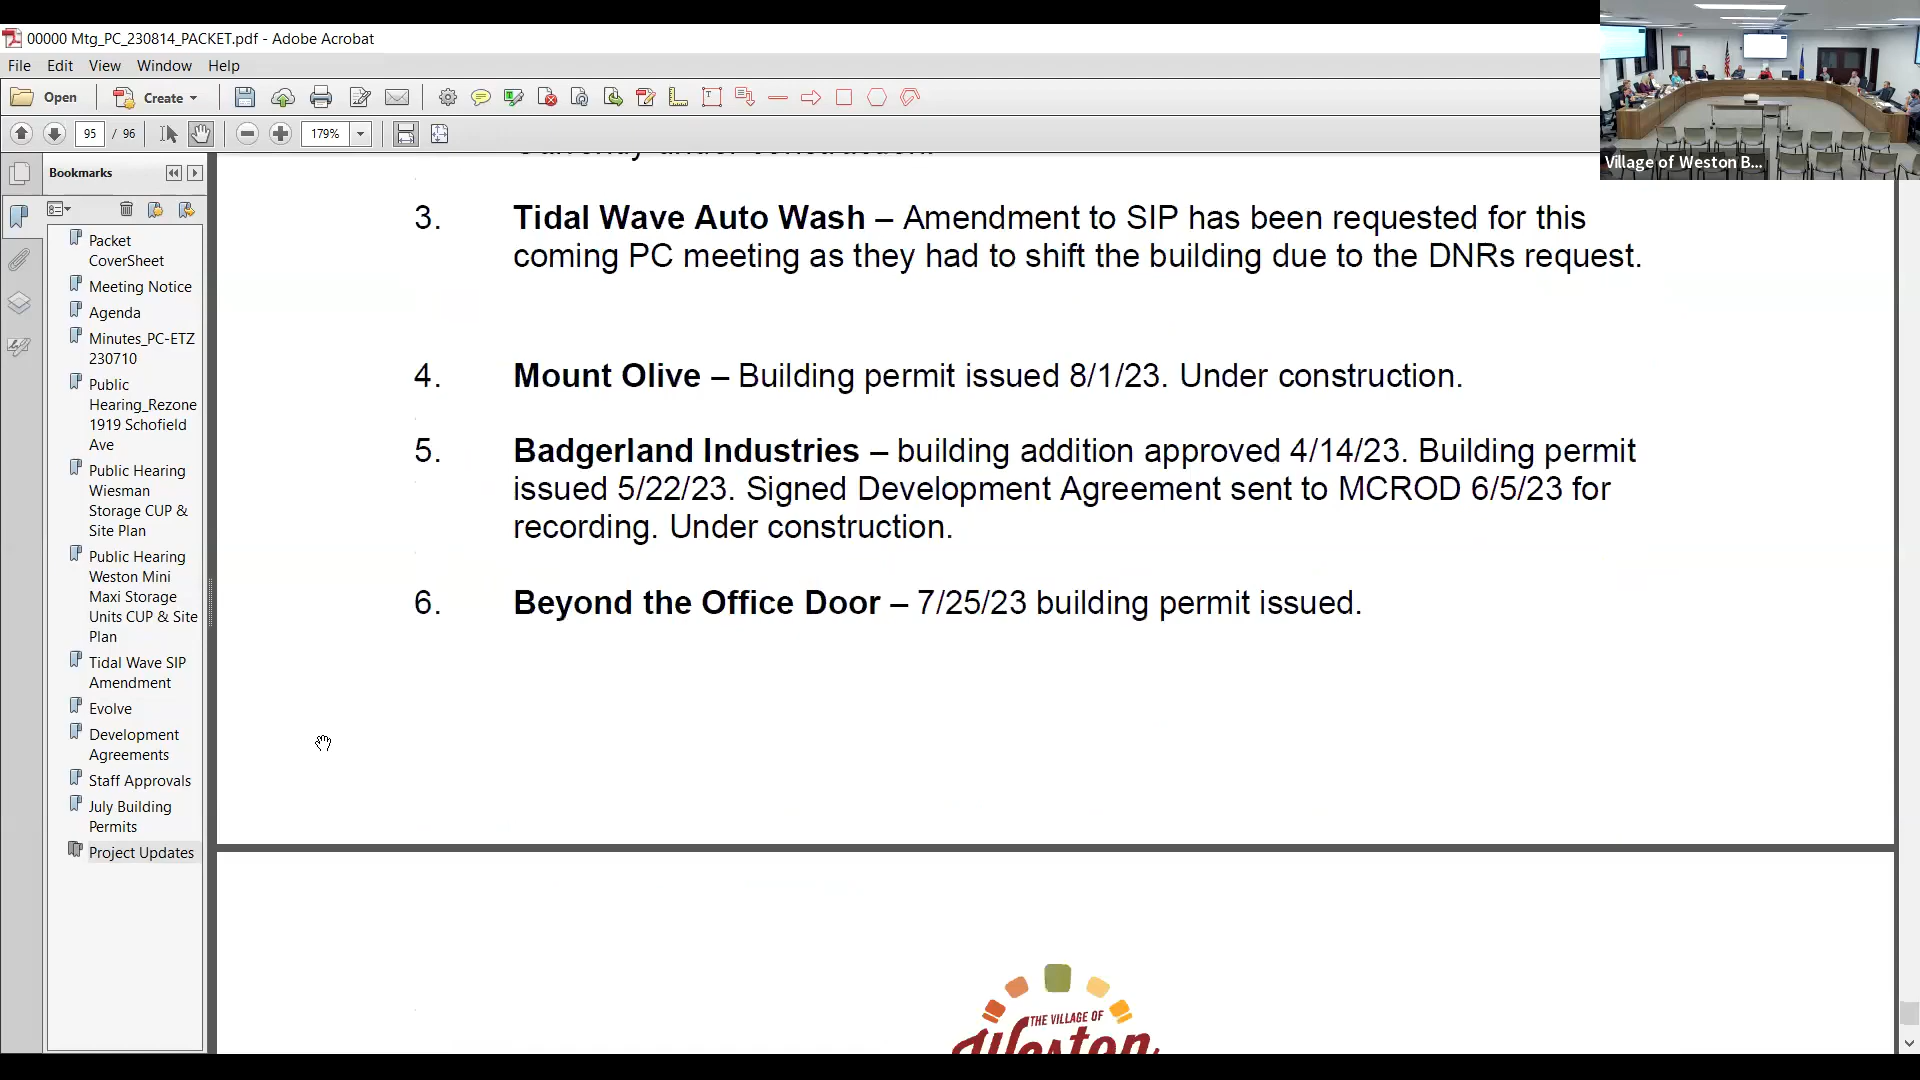 00000 Mtg_PC_230814_PACKET.pdf - Adobe Acrobat
File Edit View Window Help
Open Create
95 / 96 179%
Bookmarks
Packet
CoverSheet
Meeting Notice
Agenda
Minutes_PC-ETZ
230710
Public
Hearing_Rezone
1919 Schofield
Ave
Public Hearing
Wiesman
Storage CUP &
Site Plan
Public Hearing
Weston Mini
Maxi Storage
Units CUP & Site
Plan
Tidal Wave SIP
Amendment
Evolve
Development
Agreements
Staff Approvals
July Building
Permits
Project Updates
Currently under construction.
3. Tidal Wave Auto Wash – Amendment to SIP has been requested for this
coming PC meeting as they had to shift the building due to the DNRs request.
4. Mount Olive – Building permit issued 8/1/23. Under construction.
5. Badgerland Industries – building addition approved 4/14/23. Building permit
issued 5/22/23. Signed Development Agreement sent to MCROD 6/5/23 for
recording. Under construction.
6. Beyond the Office Door – 7/25/23 building permit issued.
THE VILLAGE OF
Weston
Village of Weston B...